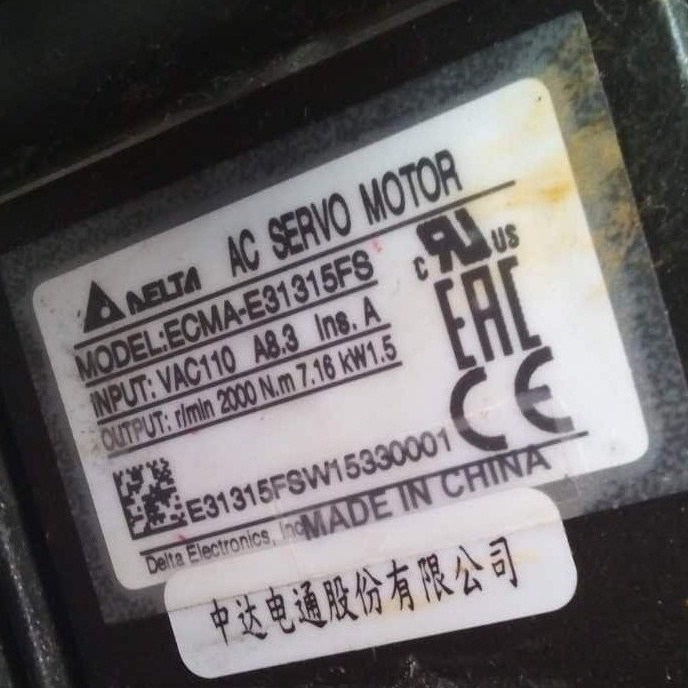 DELTA AC SERVO MOTOR
MODEL:ECMA-E31315FS
INPUT: VAC110 A8.3 Ins. A
OUTPUT: r/min 2000 N.m 7.16 kW1.5
C RU US
EAC
CE
E31315FSW15330001
Delta Electronics, Inc. MADE IN CHINA
中达电通股份有限公司